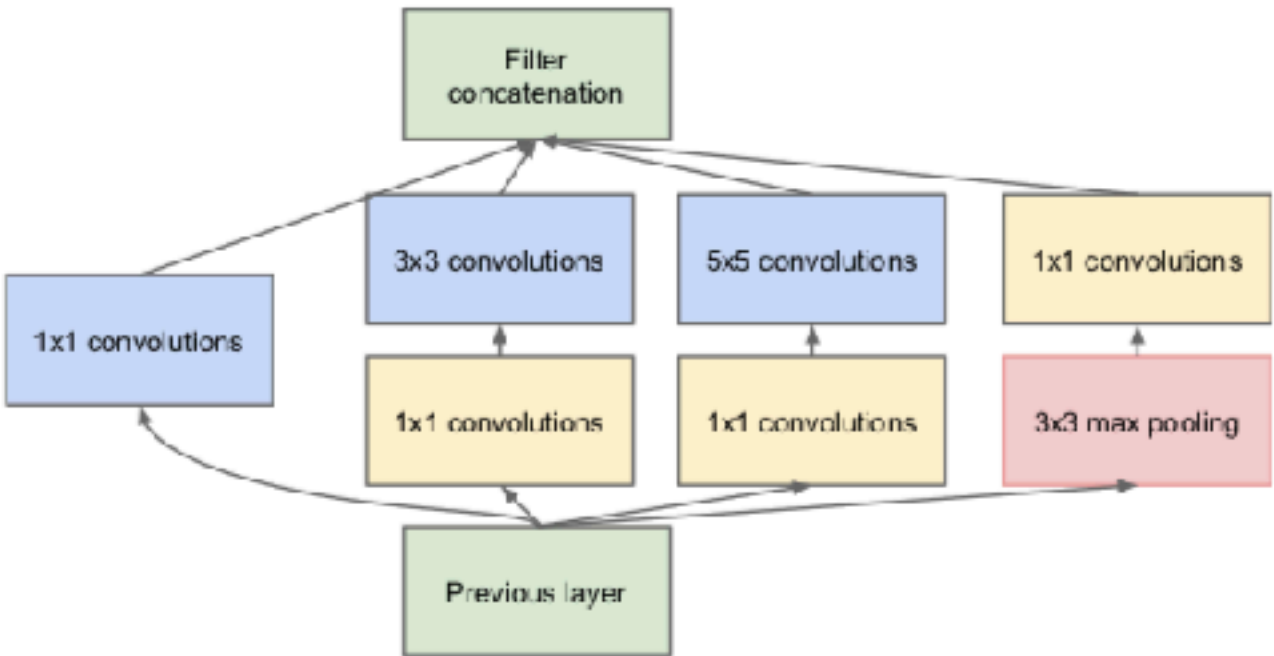 Filter
concatenation
3x3 convolutions
5x5 convolutions
1x1 convolutions
1x1 convolutions
1x1 convolutions
1x1 convolutions
3x3 max pooling
Previous layer